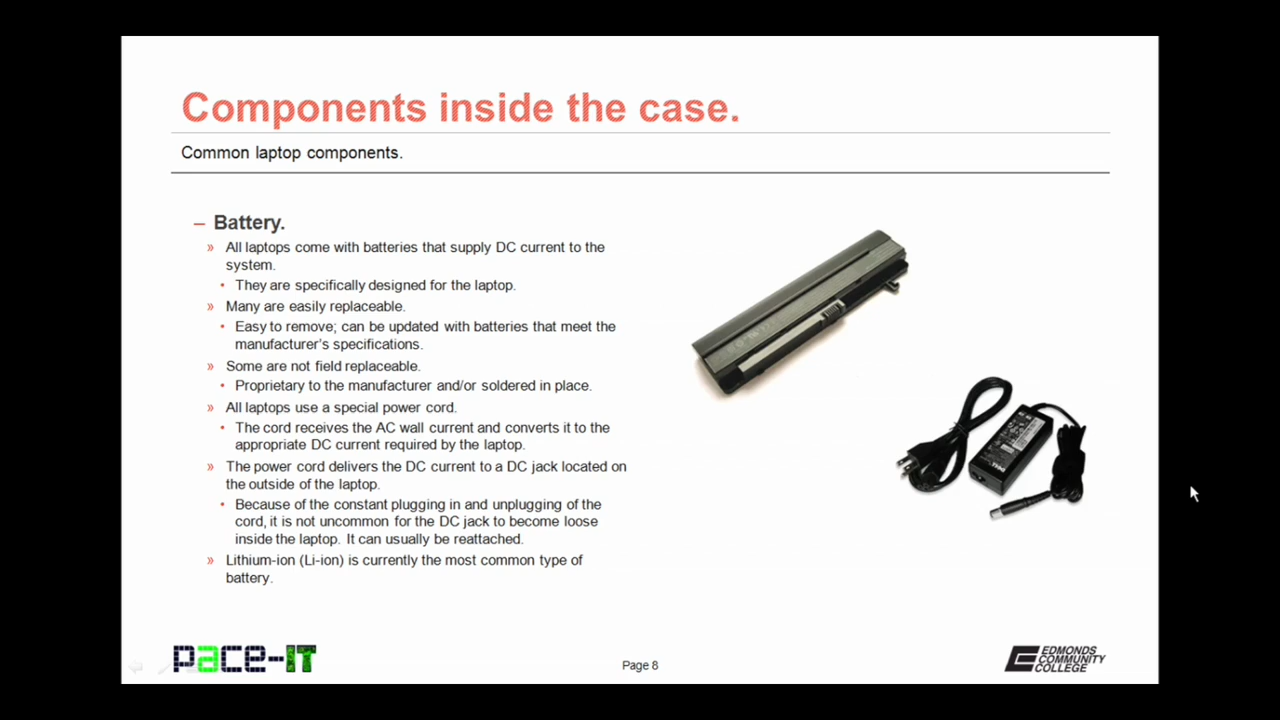 Components inside the case.
Common laptop components.
– Battery.
» All laptops come with batteries that supply DC current to the
system.
• They are specifically designed for the laptop.
» Many are easily replaceable.
• Easy to remove; can be updated with batteries that meet the
manufacturer's specifications.
» Some are not field replaceable.
• Proprietary to the manufacturer and/or soldered in place.
» All laptops use a special power cord.
• The cord receives the AC wall current and converts it to the
appropriate DC current required by the laptop.
» The power cord delivers the DC current to a DC jack located on
the outside of the laptop.
• Because of the constant plugging in and unplugging of the
cord, it is not uncommon for the DC jack to become loose
inside the laptop. It can usually be reattached.
» Lithium-ion (Li-ion) is currently the most common type of
battery.
DELL
pace-IT
Page 8
EDMONDS
COMMUNITY
COLLEGE